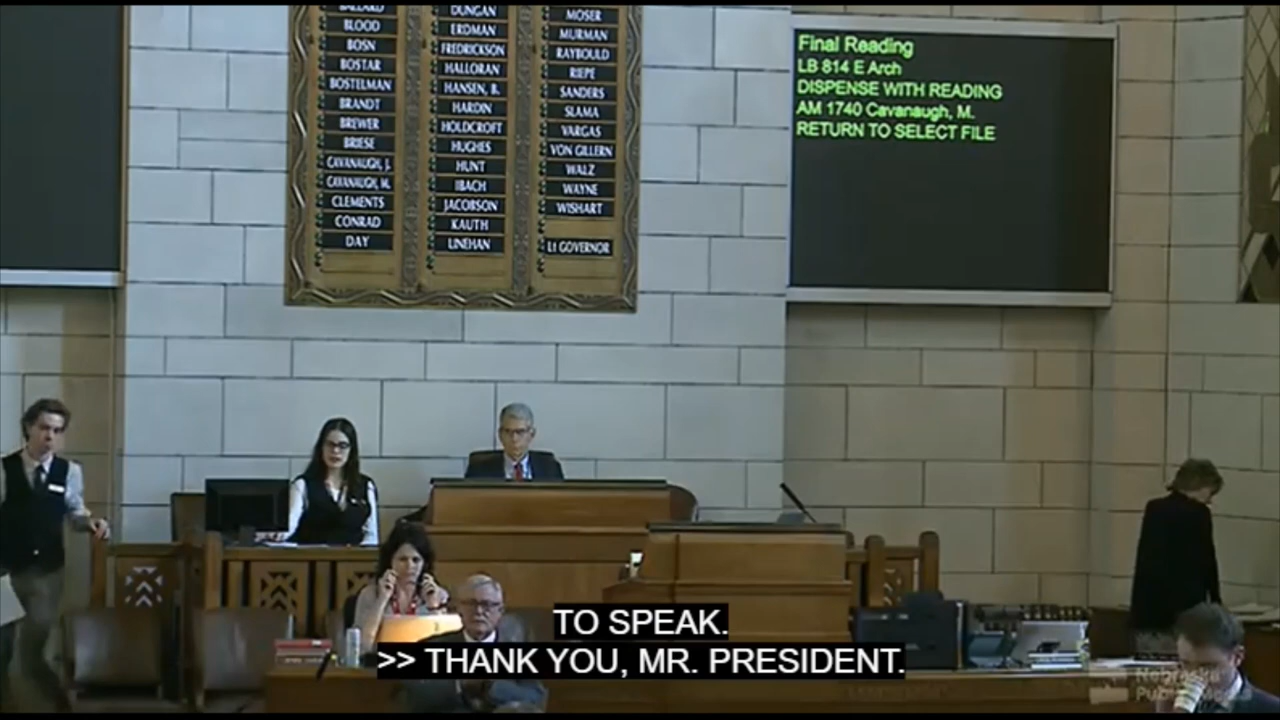 BALLARD
BLOOD
BOSN
BOSTAR
BOSTELMAN
BRANDT
BREWER
BRIESE
CAVANAUGH, J.
CAVANAUGH, M.
CLEMENTS
CONRAD
DAY
DUNGAN
ERDMAN
FREDRICKSON
HALLORAN
HANSEN, B.
HARDIN
HOLDCROFT
HUGHES
HUNT
IBACH
JACOBSON
KAUTH
LINEHAN
MOSER
MURMAN
RAYBOULD
RIEPE
SANDERS
SLAMA
VARGAS
VON GILLERN
WALZ
WAYNE
WISHART
Lt GOVERNOR
Final Reading
LB 814 E Arch
DISPENSE WITH READING
AM 1740 Cavanaugh, M.
RETURN TO SELECT FILE
TO SPEAK.
>> THANK YOU, MR. PRESIDENT.
Nebraska
Public Media